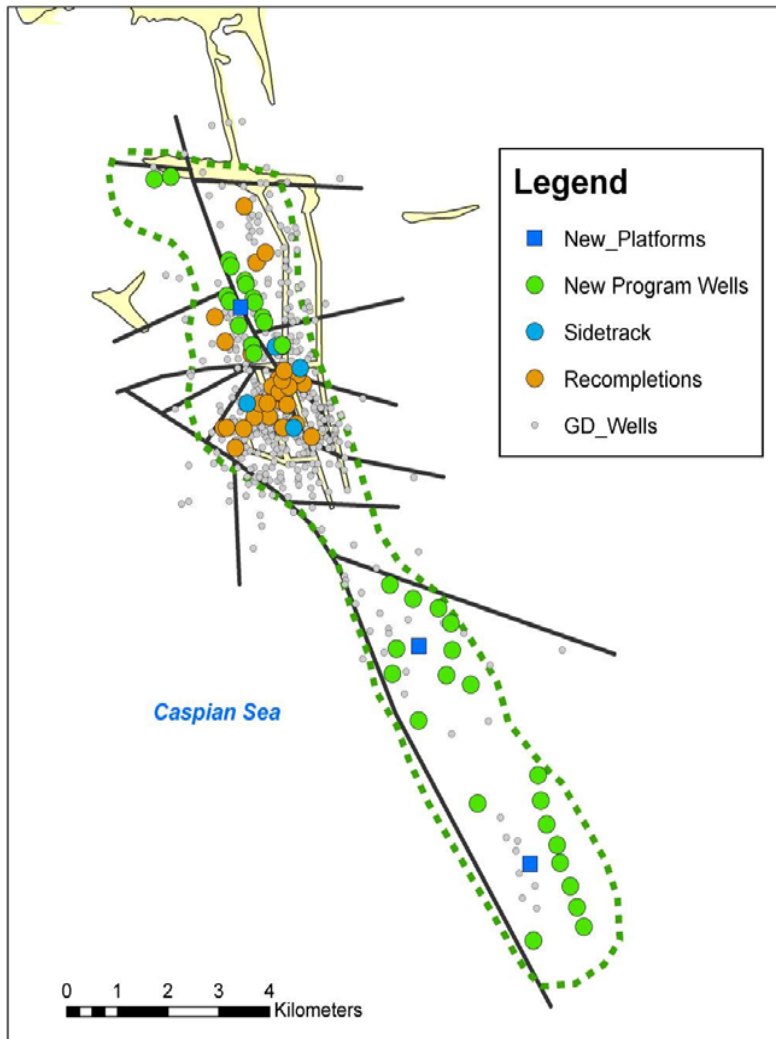 Legend
New_Platforms
New Program Wells
Sidetrack
Recompletions
GD_Wells
Caspian Sea
0 1 2 3 4
Kilometers